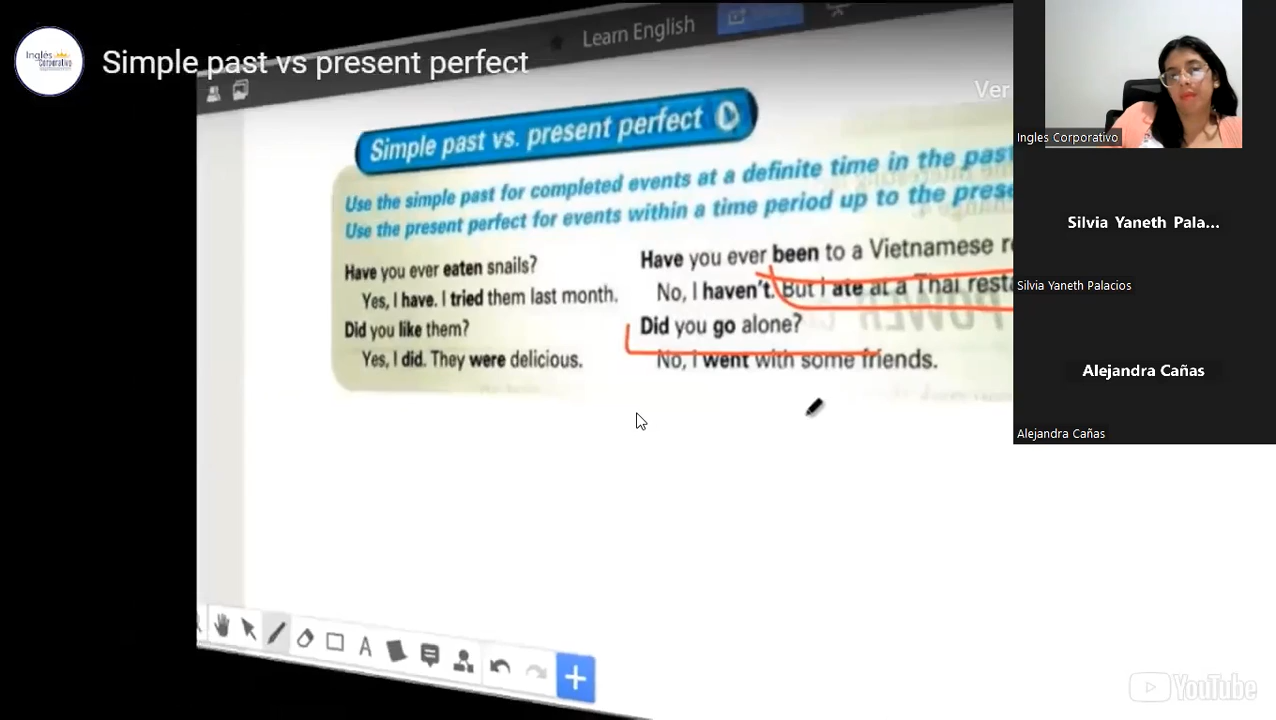 Inglés
Corporativo
Simple past vs present perfect
Learn English
Ver
Ingles Corporativo
Simple past vs. present perfect
Use the simple past for completed events at a definite time in the past
Use the present perfect for events within a time period up to the
Have you ever eaten snails?
Yes, I have. I tried them last month.
Did you like them?
Yes, I did. They were delicious.
Have you ever been to a Vietnamese
No, I haven't. But I ate at a Thai
Did you go alone?
No, I went with some friends.
Silvia Yaneth Pala...
Silvia Yaneth Palacios
Alejandra Cañas
Alejandra Cañas
A
YouTube